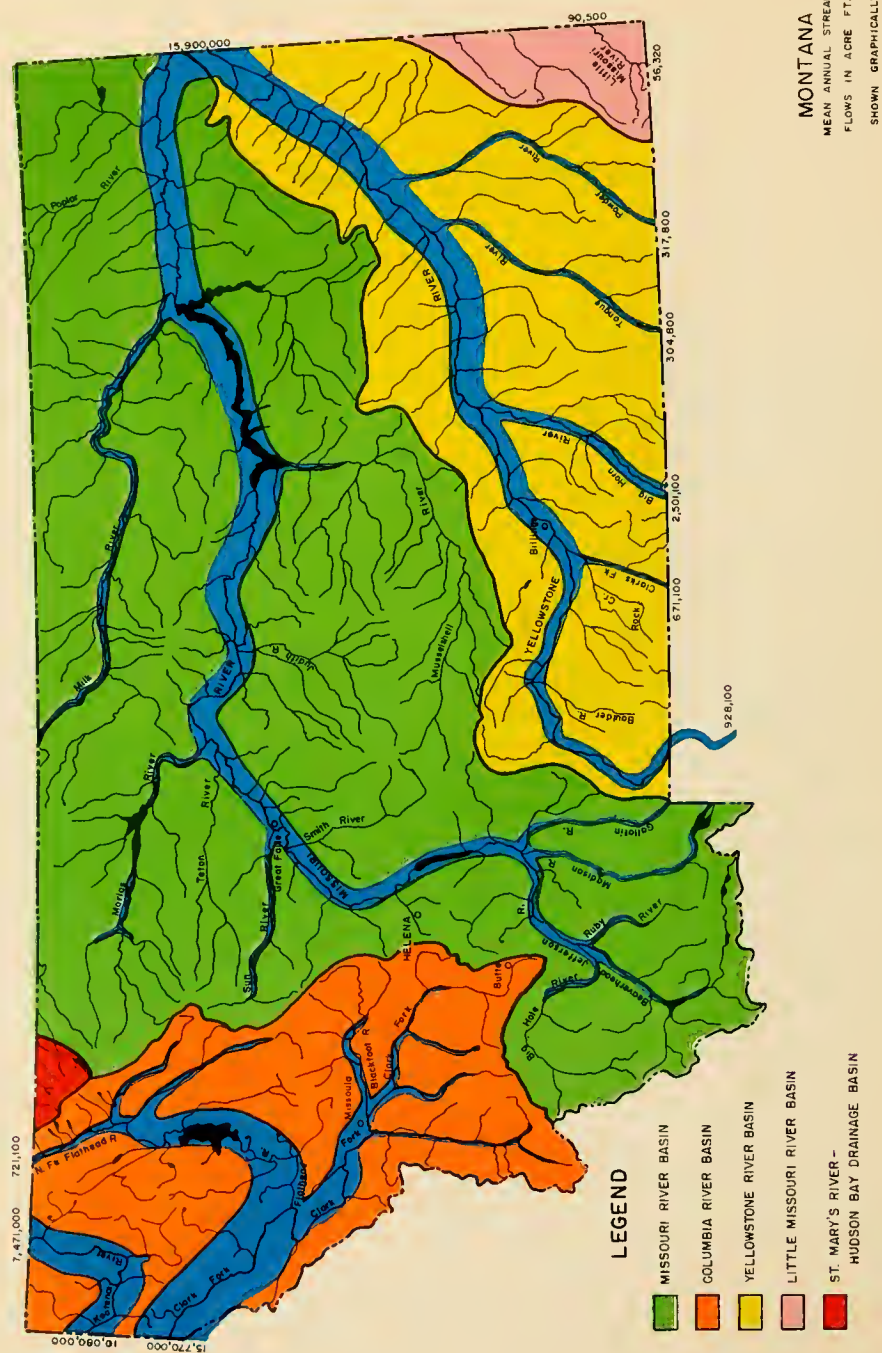 7,471,000
721,100
15,900,000
90,500
56,320
317,800
304,800
2,501,100
671,100
928,100
10,080,000
15,770,000
Kootenai
River
N. Fk Flathead R
Flathead
R.
Clark
Fork
Clark
Fork
Missoula
Blackfoot R
Clark
Fork
Butte
HELENA
Marias
River
Teton
River
Sun
River
Great Falls
Smith River
MISSOURI
RIVER
Milk
River
Poplar
River
Judith R
Musselshell
River
Big
Hole
River
Jefferson
R.
Beaverhead
Ruby
River
Madison
R
Gallatin
R.
YELLOWSTONE
RIVER
Boulder
R
Billings
Rock
Cr.
Clarks Fk
Big
Horn
River
Tongue
River
Powder
River
Little
Missouri
River
LEGEND
MISSOURI RIVER BASIN
COLUMBIA RIVER BASIN
YELLOWSTONE RIVER BASIN
LITTLE MISSOURI RIVER BASIN
ST. MARY'S RIVER-
HUDSON BAY DRAINAGE BASIN
MONTANA
MEAN ANNUAL STREA
FLOWS IN ACRE FT.
SHOWN GRAPHICALL